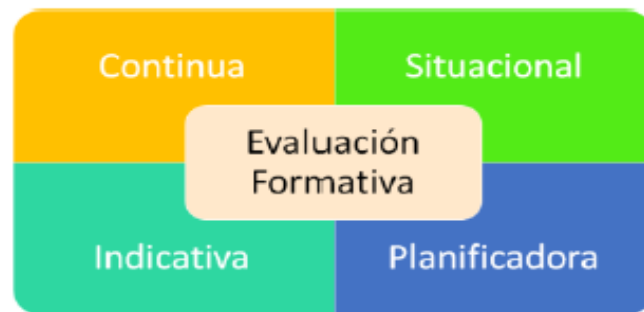 Continua
Situacional
Evaluación
Formativa
Indicativa
Planificadora